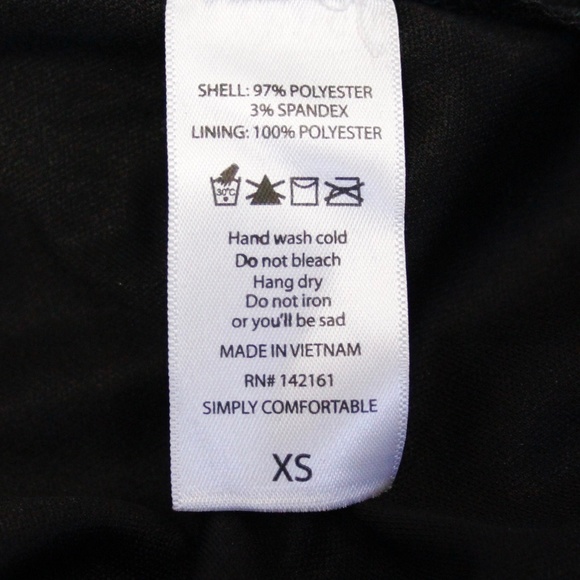 SHELL: 97% POLYESTER
3% SPANDEX
LINING: 100% POLYESTER
30°C
Hand wash cold
Do not bleach
Hang dry
Do not iron
or you'll be sad
MADE IN VIETNAM
RN# 142161
SIMPLY COMFORTABLE
XS